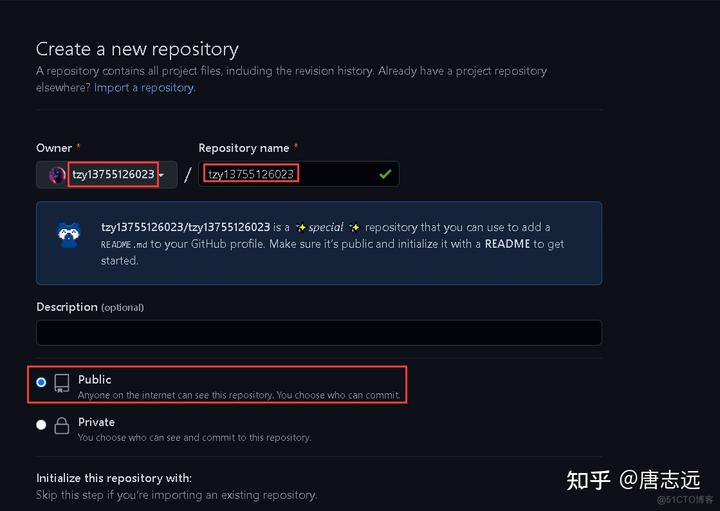 Create a new repository
A repository contains all project files, including the revision history. Already have a project repository
elsewhere? Import a repository.
Owner * Repository name *
tzy13755126023 / tzy13755126023
tzy13755126023/tzy13755126023 is a ✨special ✨ repository that you can use to add a
README.md to your GitHub profile. Make sure it's public and initialize it with a README to get
started.
Description (optional)
Public
Anyone on the internet can see this repository. You choose who can commit.
Private
You choose who can see and commit to this repository.
Initialize this repository with:
Skip this step if you're importing an existing repository.
知乎 @唐志远
@51CTO博客